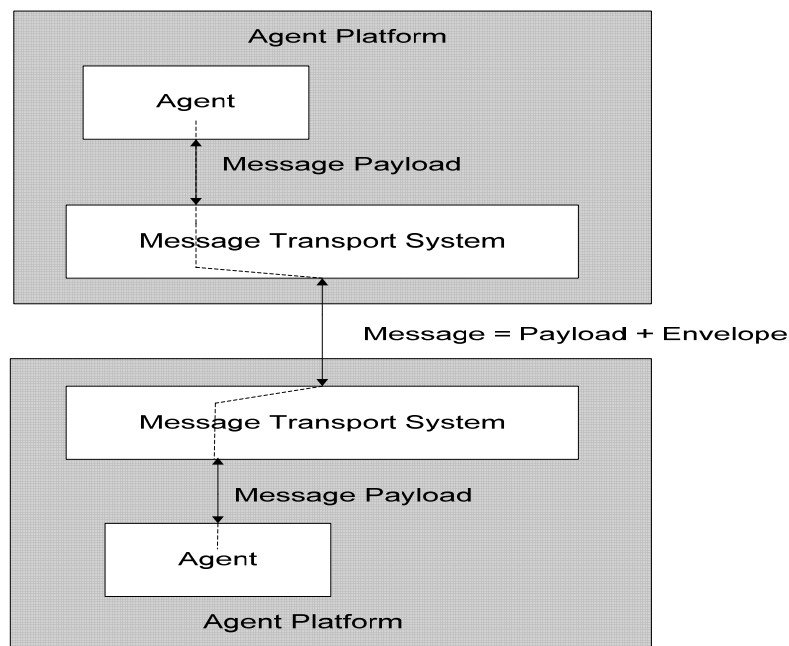 Agent Platform
Agent
Message Payload
Message Transport System
Message = Payload + Envelope
Message Transport System
Message Payload
Agent
Agent Platform